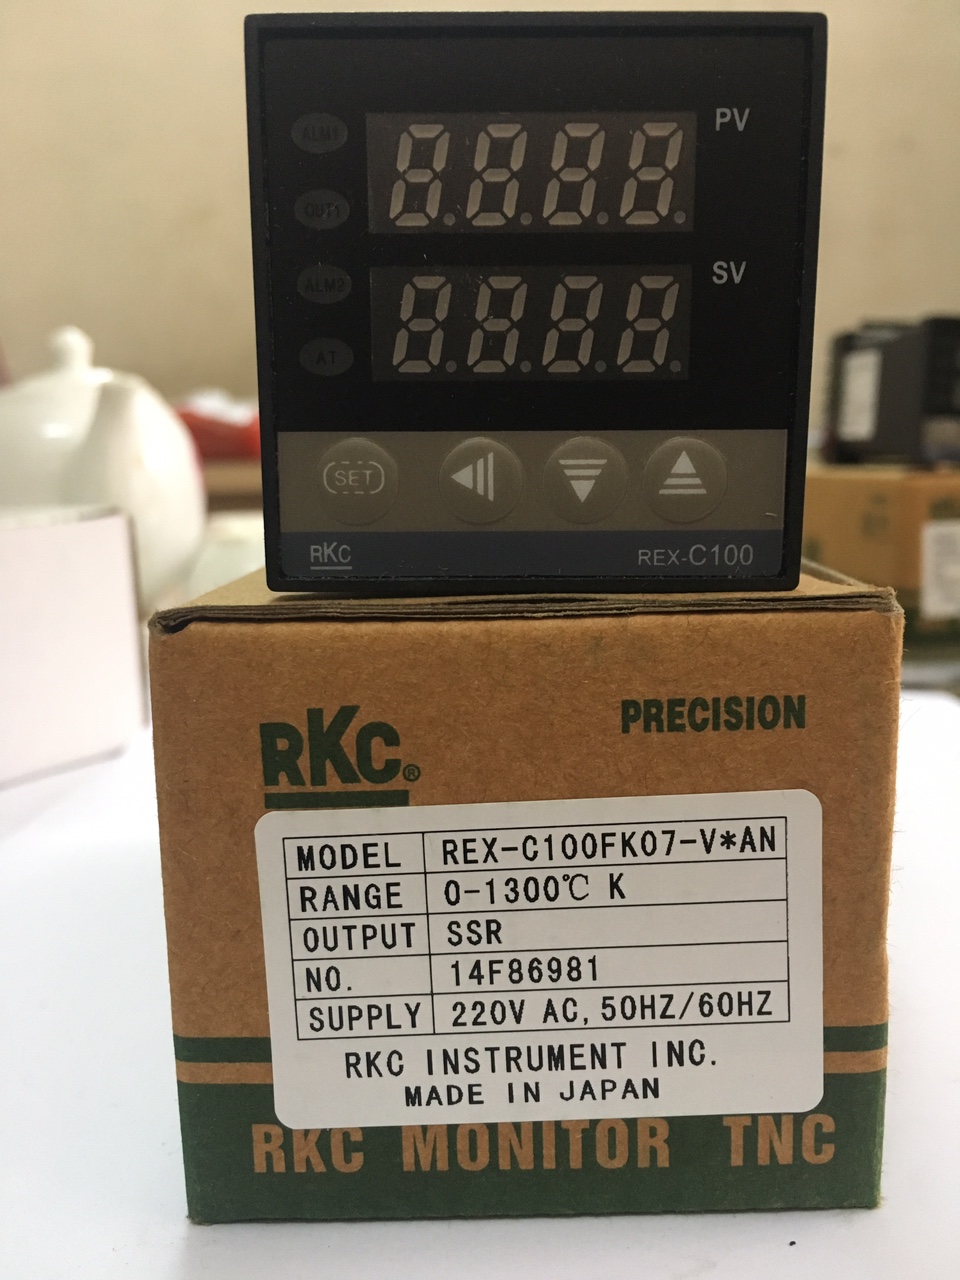 ALM1
PV
OUT1
ALM2
SV
AT
SET
RKC
REX-C100
RKC®
PRECISION
MODEL REX-C100FK07-V*AN
RANGE 0-1300℃ K
OUTPUT SSR
NO. 14F86981
SUPPLY 220V AC, 50HZ/60HZ
RKC INSTRUMENT INC.
MADE IN JAPAN
RKC MONITOR TNC